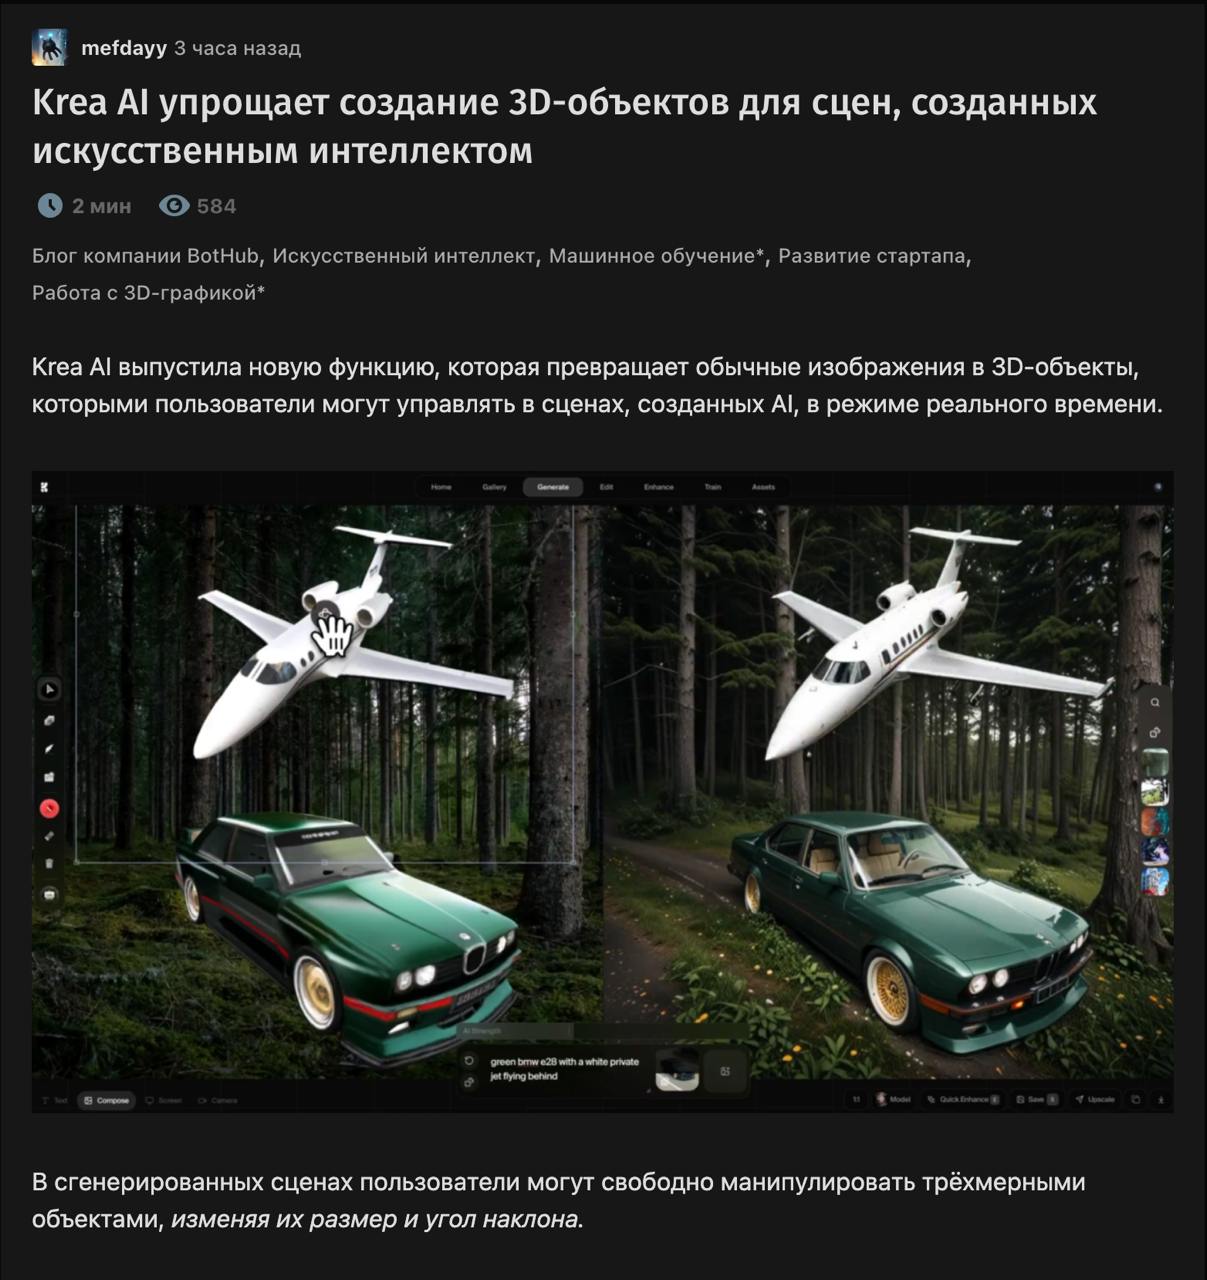 mefdayy 3 часа назад
Krea AI упрощает создание 3D-объектов для сцен, созданных
искусственным интеллектом
2 мин 584
Блог компании BotHub, Искусственный интеллект, Машинное обучение*, Развитие стартапа,
Работа с 3D-графикой*
Krea AI выпустила новую функцию, которая превращает обычные изображения в 3D-объекты,
которыми пользователи могут управлять в сценах, созданных AI, в режиме реального времени.
Home Gallery Generate Edit Enhance Train Assets
AI Strength
green bmw e28 with a white private
jet flying behind
Text Compose Screen Camera
1:1 Model Quick Enhance E Save S Upscale
В сгенерированных сценах пользователи могут свободно манипулировать трёхмерными
объектами, изменяя их размер и угол наклона.